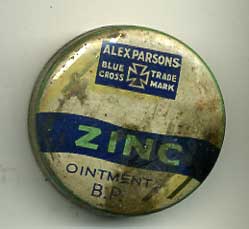 ALEX PARSONS
BLUE TRADE
CROSS MARK
ZINC
OINTMENT
B.P.